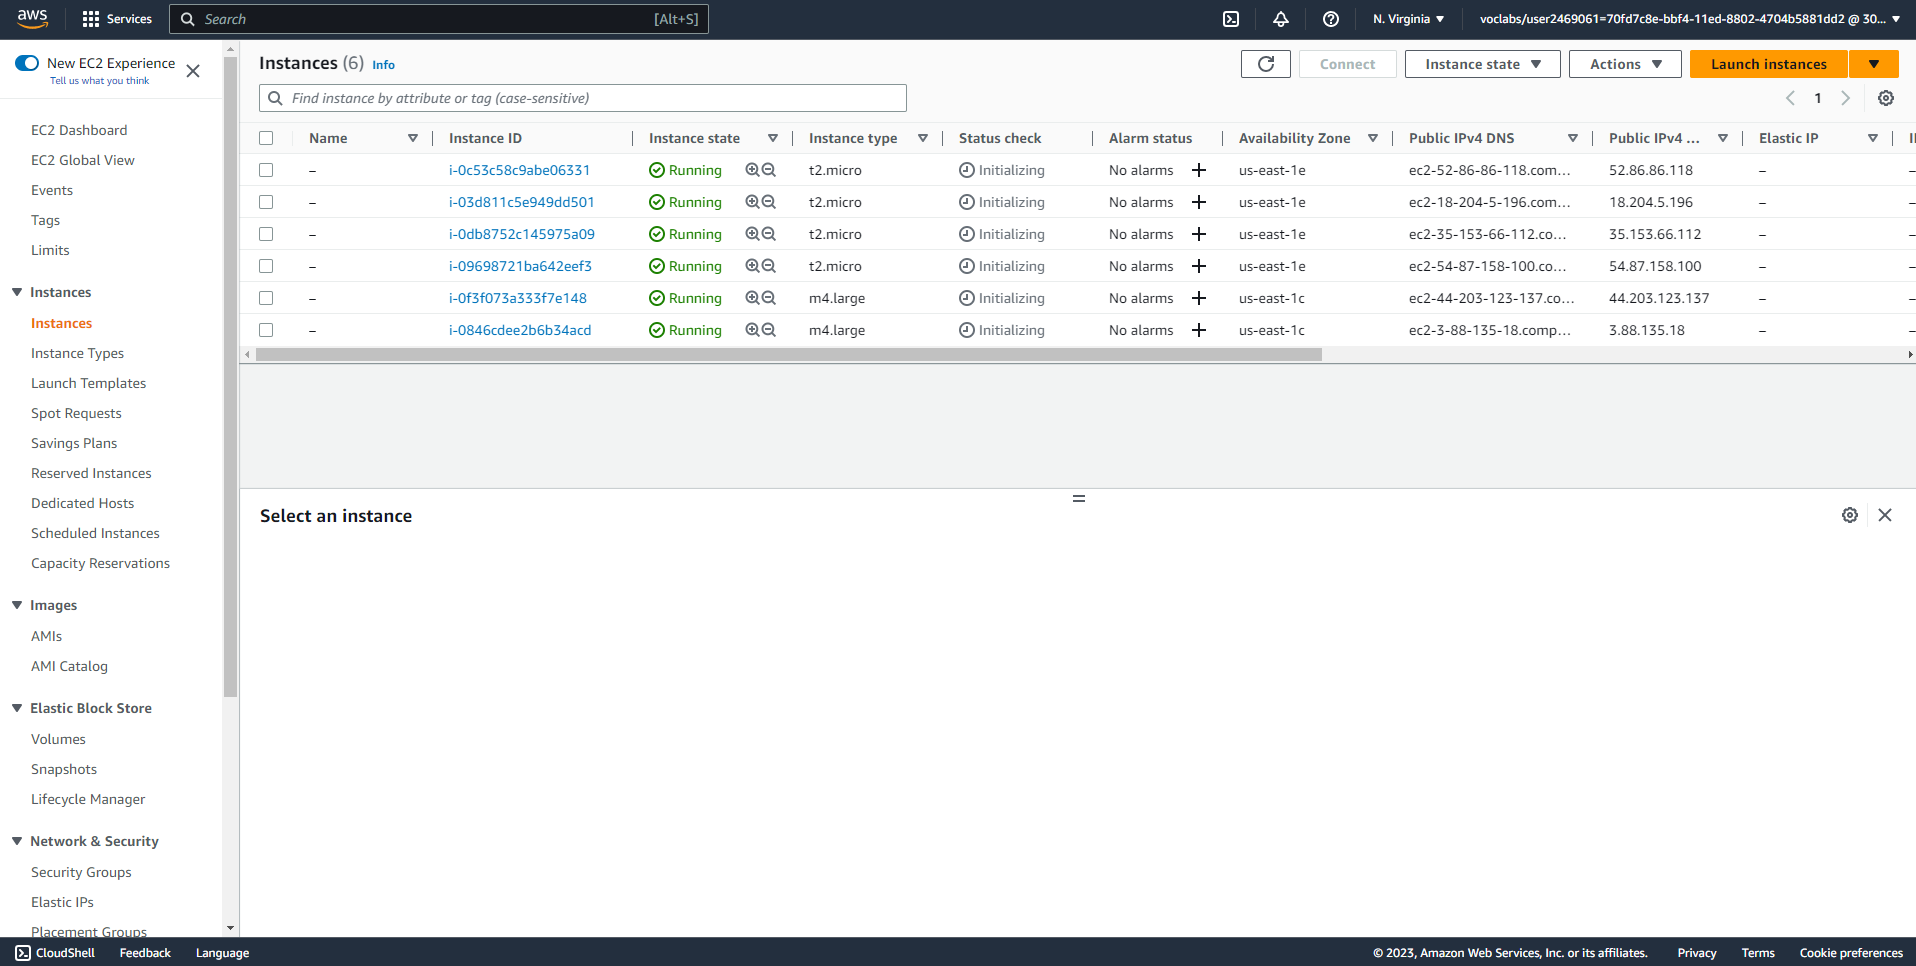 aws
Services
Search
[Alt+S]
N. Virginia
voclabs/user2469061=70fd7c8e-bbf4-11ed-8802-4704b5881dd2 @ 30...
New EC2 Experience
Tell us what you think
EC2 Dashboard
EC2 Global View
Events
Tags
Limits
Instances
Instances
Instance Types
Launch Templates
Spot Requests
Savings Plans
Reserved Instances
Dedicated Hosts
Scheduled Instances
Capacity Reservations
Images
AMIs
AMI Catalog
Elastic Block Store
Volumes
Snapshots
Lifecycle Manager
Network & Security
Security Groups
Elastic IPs
Placement Groups
Instances (6) Info
Connect
Instance state
Actions
Launch instances
Find instance by attribute or tag (case-sensitive)
1
Name Instance ID Instance state Instance type Status check Alarm status Availability Zone Public IPv4 DNS Public IPv4 ... Elastic IP
– i-0c53c58c9abe06331 Running t2.micro Initializing No alarms + us-east-1e ec2-52-86-86-118.com... 52.86.86.118 – –
– i-03d811c5e949dd501 Running t2.micro Initializing No alarms + us-east-1e ec2-18-204-5-196.com... 18.204.5.196 – –
– i-0db8752c145975a09 Running t2.micro Initializing No alarms + us-east-1e ec2-35-153-66-112.co... 35.153.66.112 – –
– i-09698721ba642eef3 Running t2.micro Initializing No alarms + us-east-1e ec2-54-87-158-100.co... 54.87.158.100 – –
– i-0f3f073a333f7e148 Running m4.large Initializing No alarms + us-east-1c ec2-44-203-123-137.co... 44.203.123.137 – –
– i-0846cdee2b6b34acd Running m4.large Initializing No alarms + us-east-1c ec2-3-88-135-18.comp... 3.88.135.18 – –
Select an instance
CloudShell
Feedback
Language
© 2023, Amazon Web Services, Inc. or its affiliates.
Privacy
Terms
Cookie preferences